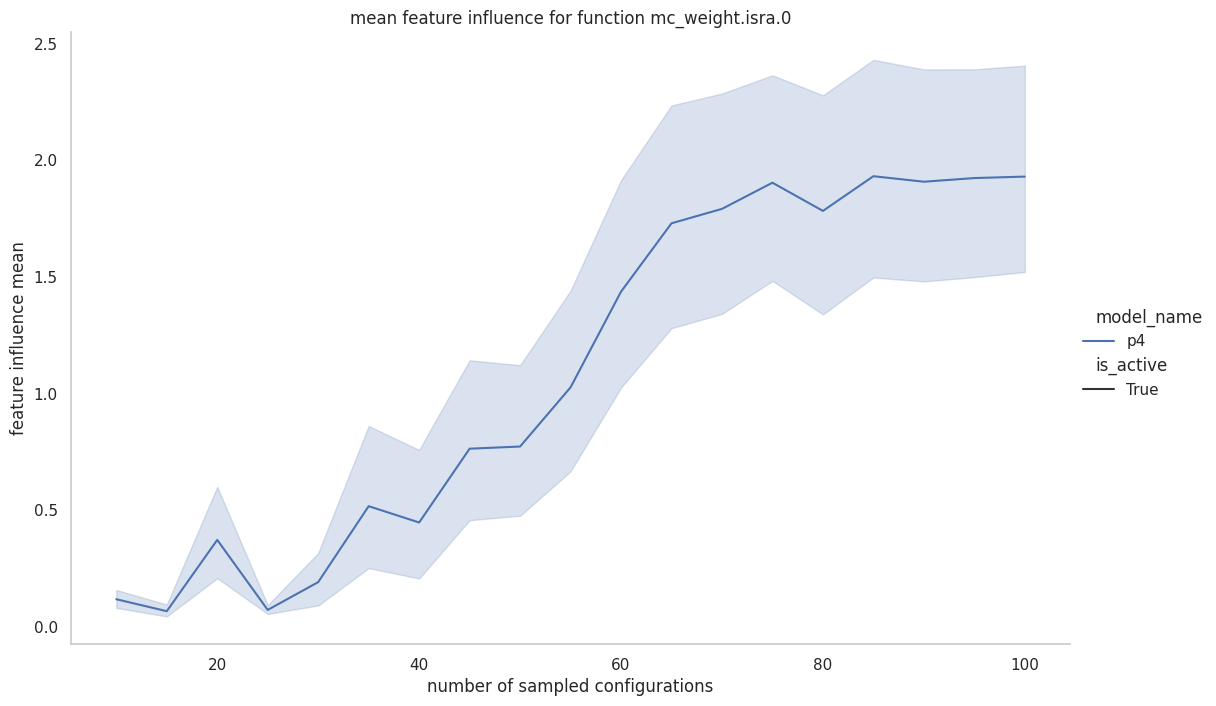 mean feature influence for function mc_weight.isra.0
2.5
2.0
1.5
1.0
0.5
0.0
feature influence mean
20
40
60
80
100
number of sampled configurations
model_name
p4
is_active
True